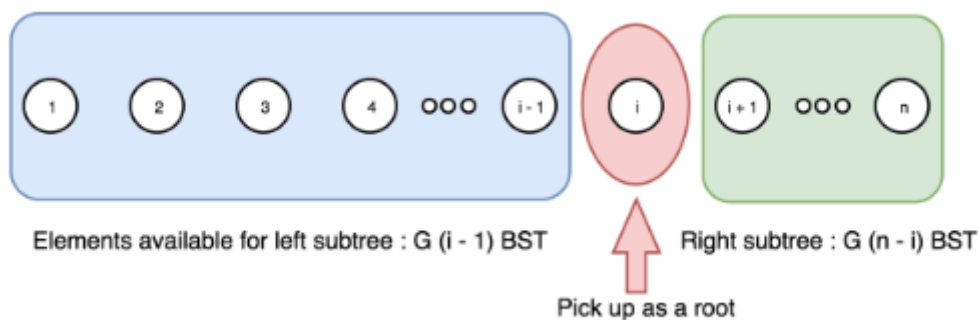 1 2 3 4 i - 1 i i + 1 n
Elements available for left subtree : G (i - 1) BST Right subtree : G (n - i) BST
Pick up as a root